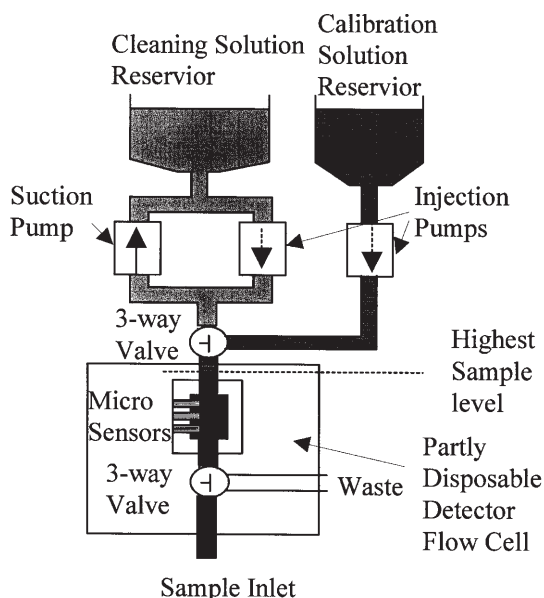 Cleaning Solution
Reservior
Calibration
Solution
Reservior
Suction
Pump
Injection
Pumps
3-way
Valve
Highest
Sample
level
Micro
Sensors
3-way
Valve
Waste
Partly
Disposable
Detector
Flow Cell
Sample Inlet